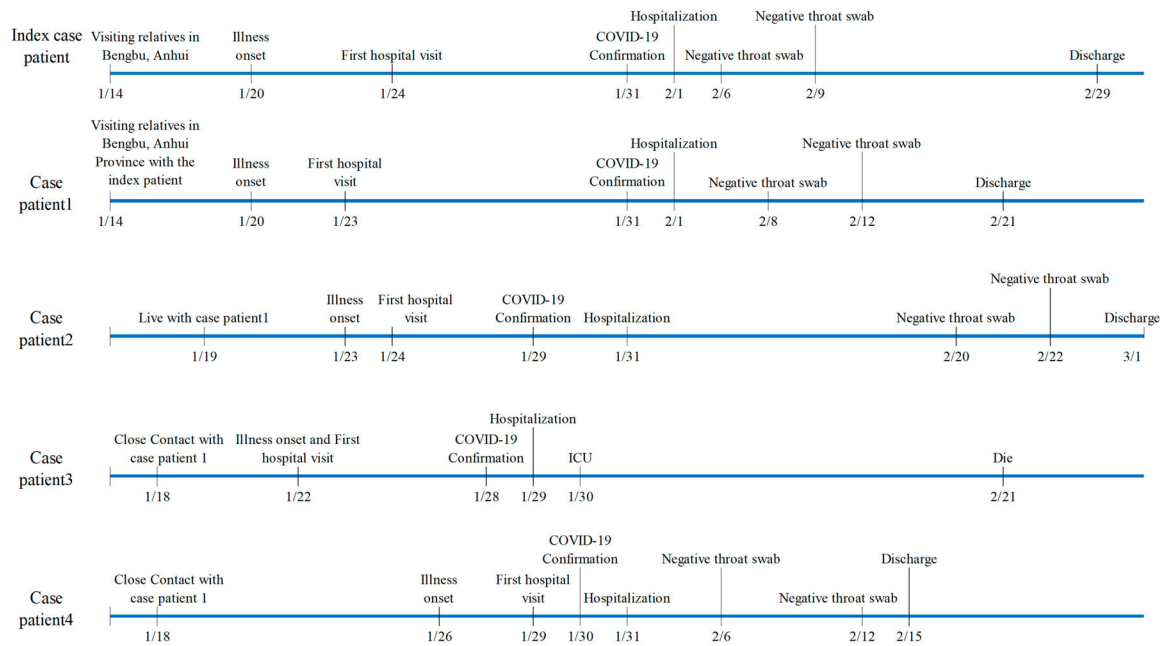 Index case
patient
Visiting relatives in
Bengbu, Anhui
Illness
onset
First hospital visit
COVID-19
Confirmation
Hospitalization
Negative throat swab
Negative throat swab
Discharge
1/14
1/20
1/24
1/31
2/1
2/6
2/9
2/29
Case
patient1
Visiting relatives in
Bengbu, Anhui
Province with the
index patient
Illness
onset
First hospital
visit
COVID-19
Confirmation
Hospitalization
Negative throat swab
Negative throat swab
Discharge
1/14
1/20
1/23
1/31
2/1
2/8
2/12
2/21
Case
patient2
Live with case patient1
Illness
onset
First hospital
visit
COVID-19
Confirmation
Hospitalization
Negative throat swab
Negative throat swab
Discharge
1/19
1/23
1/24
1/29
1/31
2/20
2/22
3/1
Case
patient3
Close Contact with
case patient 1
Illness onset and First
hospital visit
COVID-19
Confirmation
Hospitalization
ICU
Die
1/18
1/22
1/28
1/29
1/30
2/21
Case
patient4
Close Contact with
case patient 1
Illness
onset
First hospital
visit
COVID-19
Confirmation
Hospitalization
Negative throat swab
Negative throat swab
Discharge
1/18
1/26
1/29
1/30
1/31
2/6
2/12
2/15